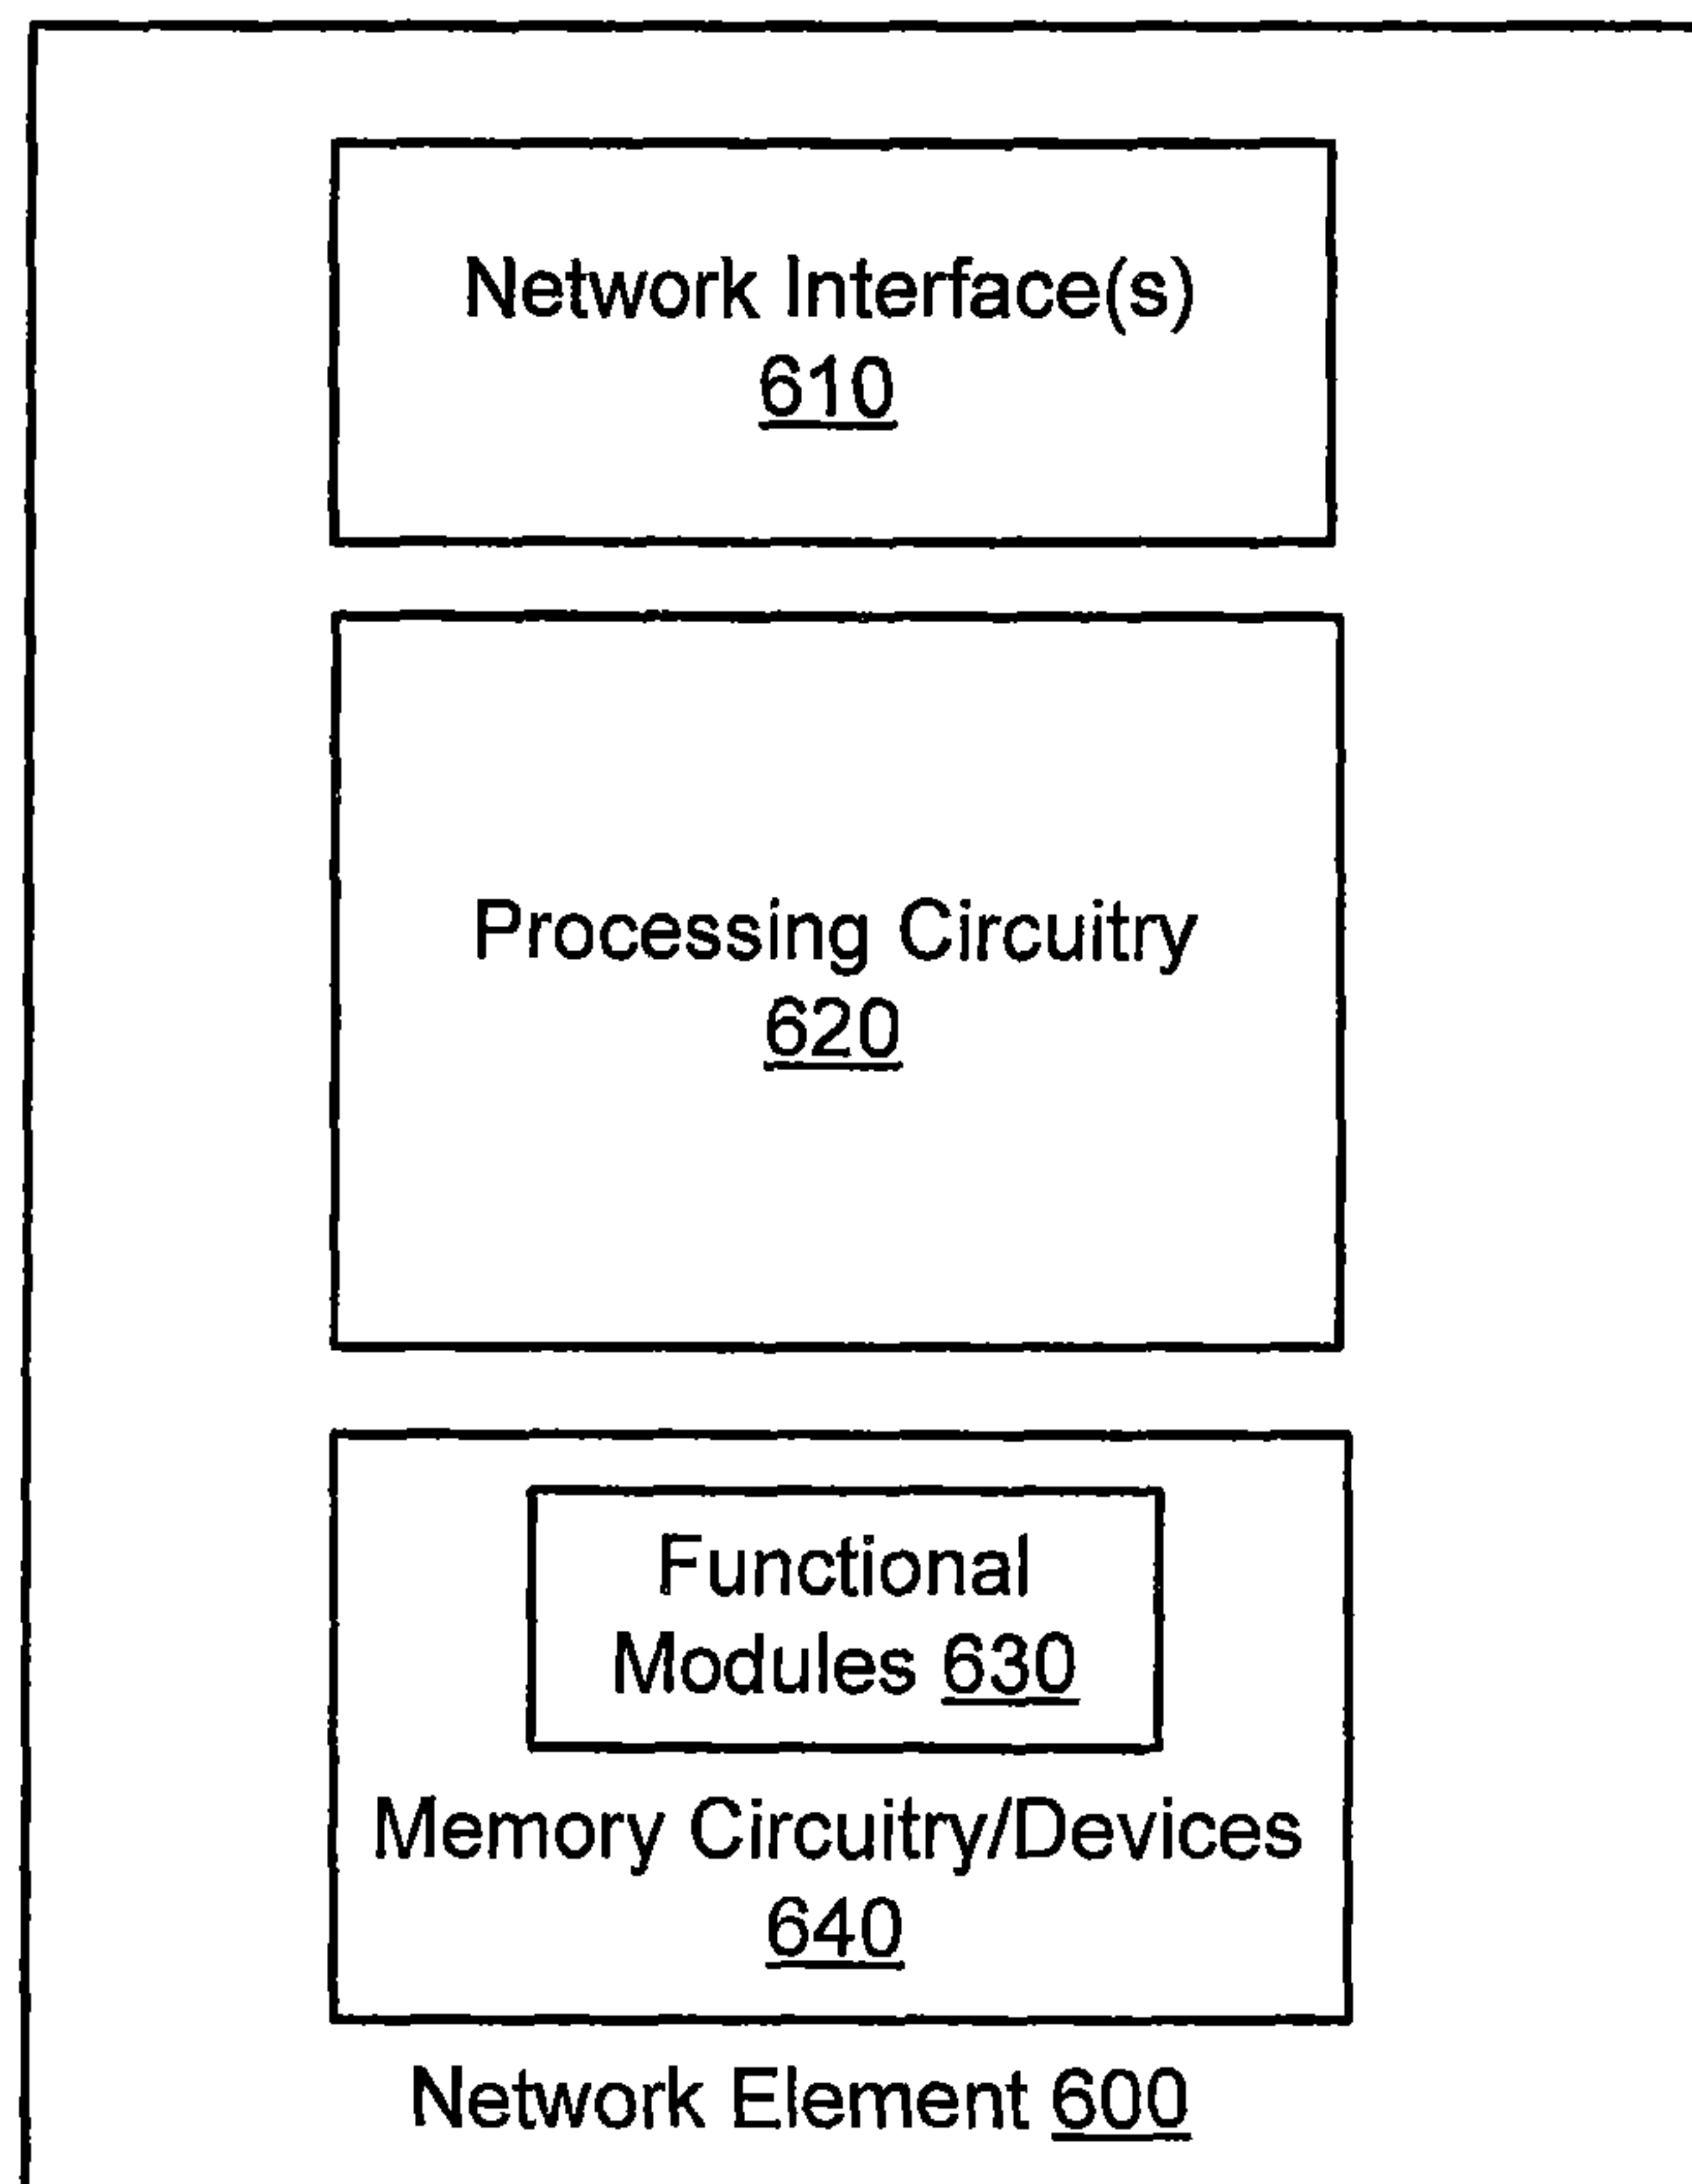 Network Interface(s)
610
Processing Circuitry
620
Functional
Modules 630
Memory Circuitry/Devices
640
Network Element 600